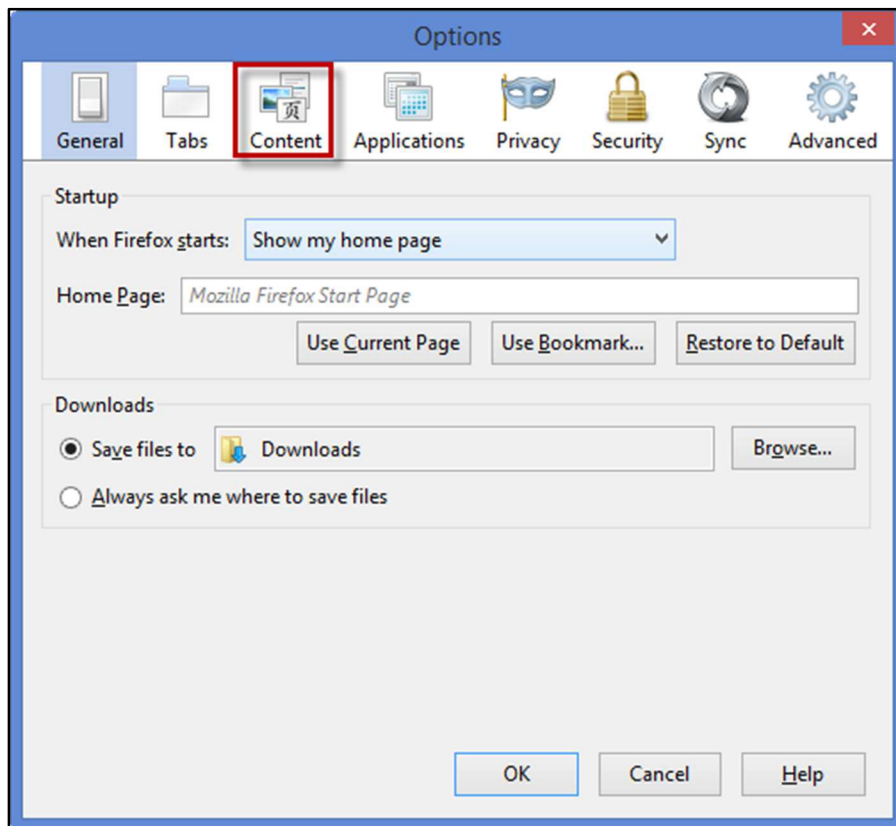 Options
页
General Tabs Content Applications Privacy Security Sync Advanced
Startup
When Firefox starts: Show my home page
Home Page: Mozilla Firefox Start Page
Use Current Page Use Bookmark... Restore to Default
Downloads
Save files to Downloads Browse...
Always ask me where to save files
OK Cancel Help